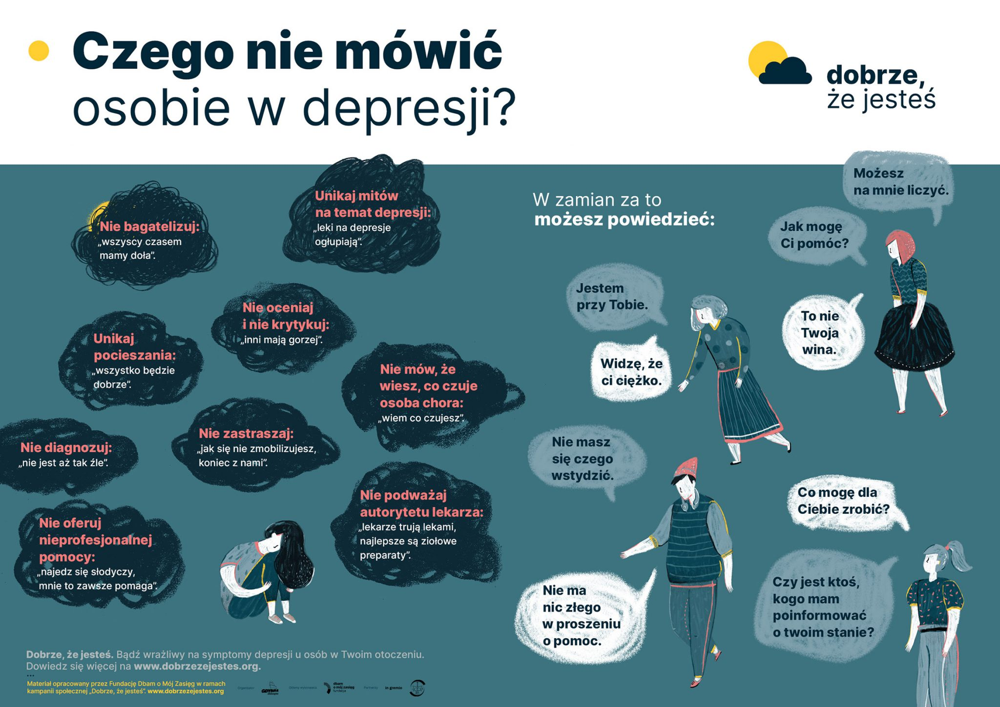 Czego nie mówić
osobie w depresji?
dobrze,
że jesteś
Nie bagatelizuj:
„wszyscy czasem
mamy doła”.
Unikaj mitów
na temat depresji:
„leki na depresje
ogłupiają”.
Nie oceniaj
i nie krytykuj:
„inni mają gorzej”.
Unikaj
pocieszania:
„wszystko będzie
dobrze”.
Nie mów, że
wiesz, co czuje
osoba chora:
„wiem co czujesz”.
Nie zastraszaj:
„jak się nie zmobilizujesz,
koniec z nami”.
Nie diagnozuj:
„nie jest aż tak źle”.
Nie podważaj
autorytetu lekarza:
„lekarze trują lekami,
najlepsze są ziołowe
preparaty”.
Nie oferuj
nieprofesjonalnej
pomocy:
„najedz się słodyczy,
mnie to zawsze pomaga”.
W zamian za to
możesz powiedzieć:
Możesz
na mnie liczyć.
Jak mogę
Ci pomóc?
Jestem
przy Tobie.
To nie
Twoja
wina.
Widzę, że
ci ciężko.
Nie masz
się czego
wstydzić.
Co mogę dla
Ciebie zrobić?
Nie ma
nic złego
w proszeniu
o pomoc.
Czy jest ktoś,
kogo mam
poinformować
o twoim stanie?
Dobrze, że jesteś. Bądź wrażliwy na symptomy depresji u osób w Twoim otoczeniu.
Dowiedz się więcej na www.dobrzezejestes.org.
...
Materiał opracowany przez Fundację Dbam o Mój Zasięg w ramach
kampanii społecznej „Dobrze, że jesteś”. www.dobrzezejestes.org
Organizator
GDYNIA
Główny wykonawca
dbam
o mój zasięg
fundacja
Partnerzy
in gremio